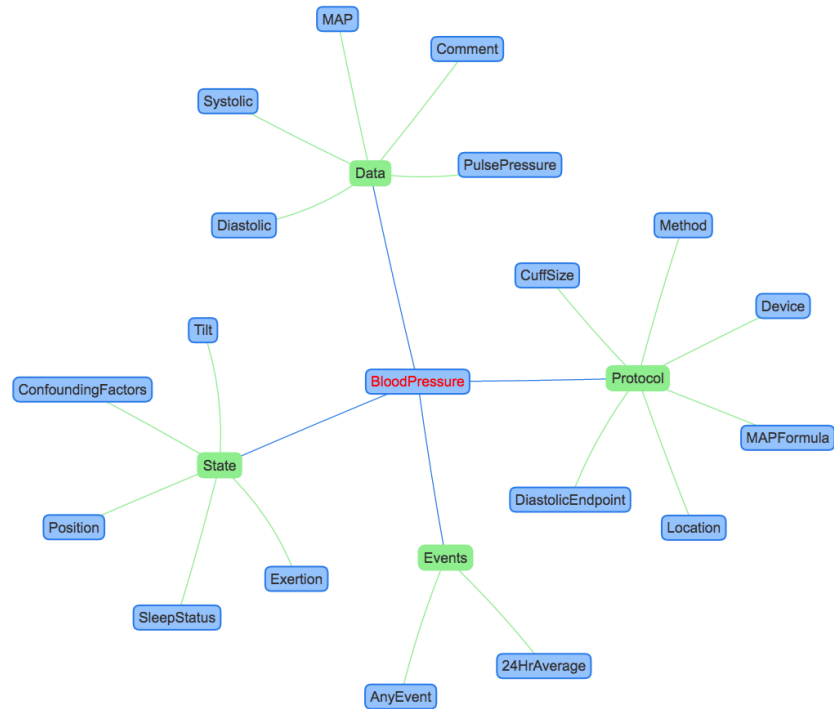 MAP
Comment
Systolic
PulsePressure
Data
Diastolic
Method
CuffSize
Device
Tilt
BloodPressure
Protocol
ConfoundingFactors
MAPFormula
State
DiastolicEndpoint
Position
Location
Events
Exertion
SleepStatus
24HrAverage
AnyEvent